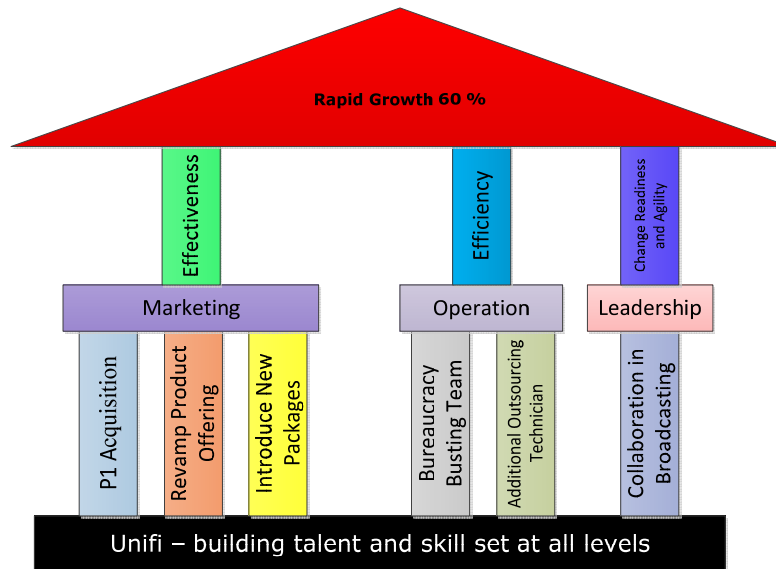 Rapid Growth 60 %
Effectiveness
Efficiency
Change Readiness
and Agility
Marketing
Operation
Leadership
P1 Acquisition
Revamp Product
Offering
Introduce New
Packages
Bureaucracy
Busting Team
Additional Outsourcing
Technician
Collaboration in
Broadcasting
Unifi – building talent and skill set at all levels